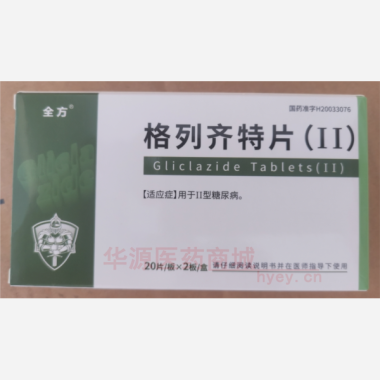 国药准字H20033076
全方®
格列齐特片(II)
Gliclazide Tablets(II)
【适应症】用于II型糖尿病。
华源医药商城
hyey.cn
20片/板×2板/盒
请仔细阅读说明书并在医师指导下使用